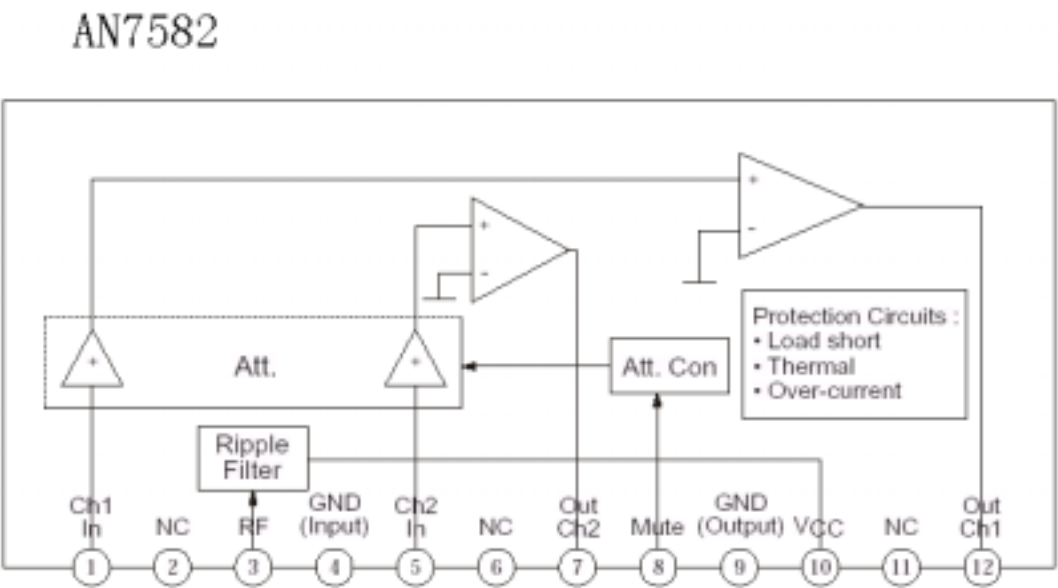 AN7582
+
-
+
-
Protection Circuits :
• Load short
• Thermal
• Over-current
+
Att.
+
Att. Con
Ripple
Filter
Ch1
In
NC
RF
GND
(Input)
Ch2
In
NC
Out
Ch2
Mute
GND
(Output)
VCC
NC
Out
Ch1
1 2 3 4 5 6 7 8 9 10 11 12